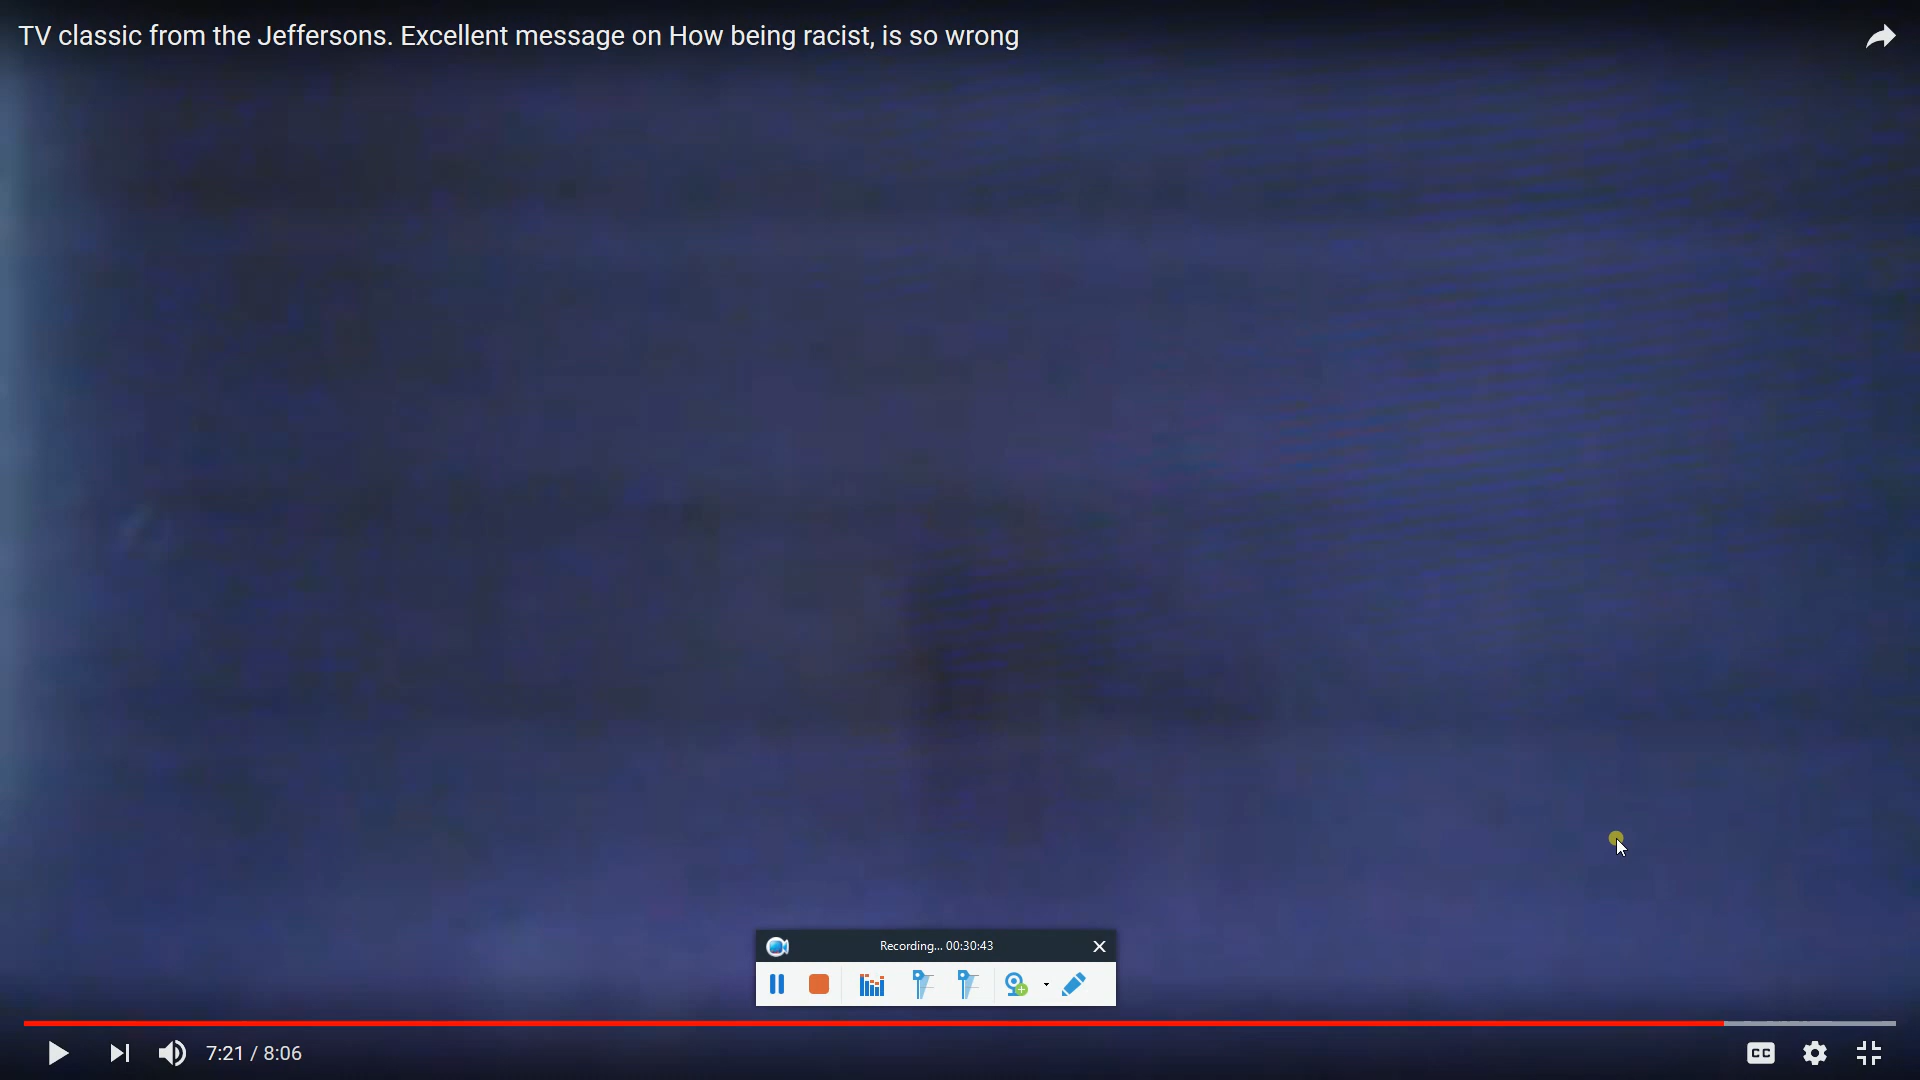 TV classic from the Jeffersons. Excellent message on How being racist, is so wrong
Recording... 00:30:43
7:21 / 8:06
CC